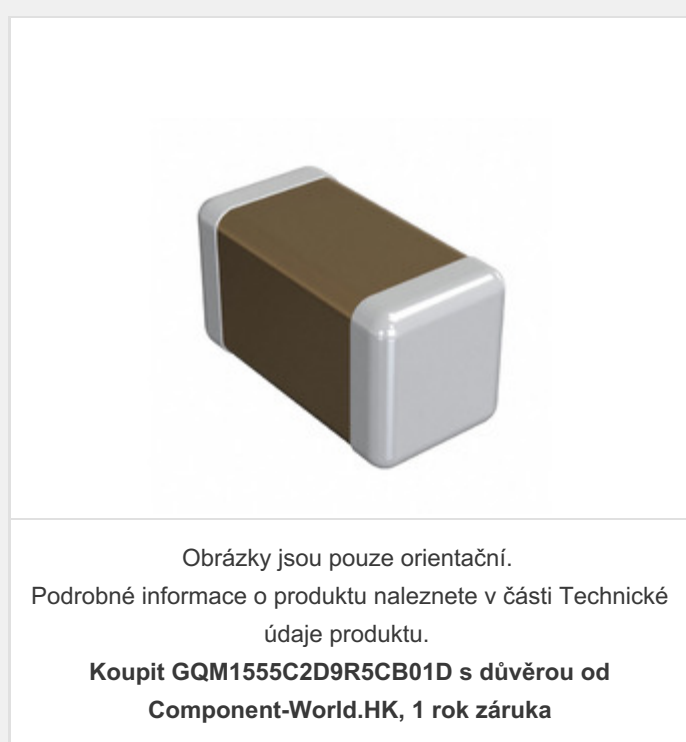 Obrázky jsou pouze orientační.
Podrobné informace o produktu naleznete v části Technické
údaje produktu.
Koupit GQM1555C2D9R5CB01D s důvěrou od
Component-World.HK, 1 rok záruka